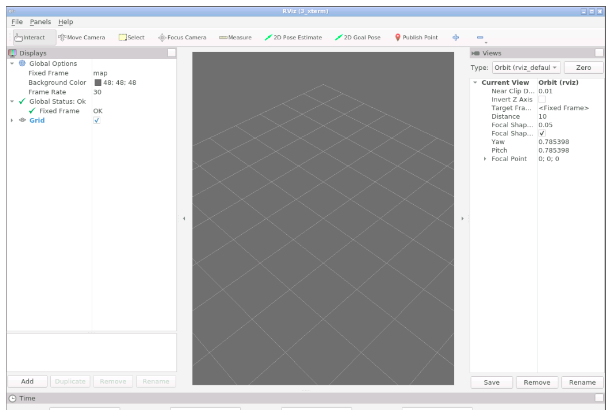 RViz (2_xterm)
File Panels Help
Interact Move Camera Select Focus Camera Measure 2D Pose Estimate 2D Goal Pose Publish Point
Displays
Global Options
Fixed Frame map
Background Color 48; 48; 48
Frame Rate 30
Global Status: Ok
Fixed Frame OK
Grid
Add Duplicate Remove Rename
Views
Type: Orbit (rviz_defaul Zero
Current View Orbit (rviz)
Near Clip D... 0.01
Invert Z Axis
Target Fra... <Fixed Frame>
Distance 10
Focal Shap... 0.05
Focal Shap...
Yaw 0.785398
Pitch 0.785398
Focal Point 0; 0; 0
Save Remove Rename
Time